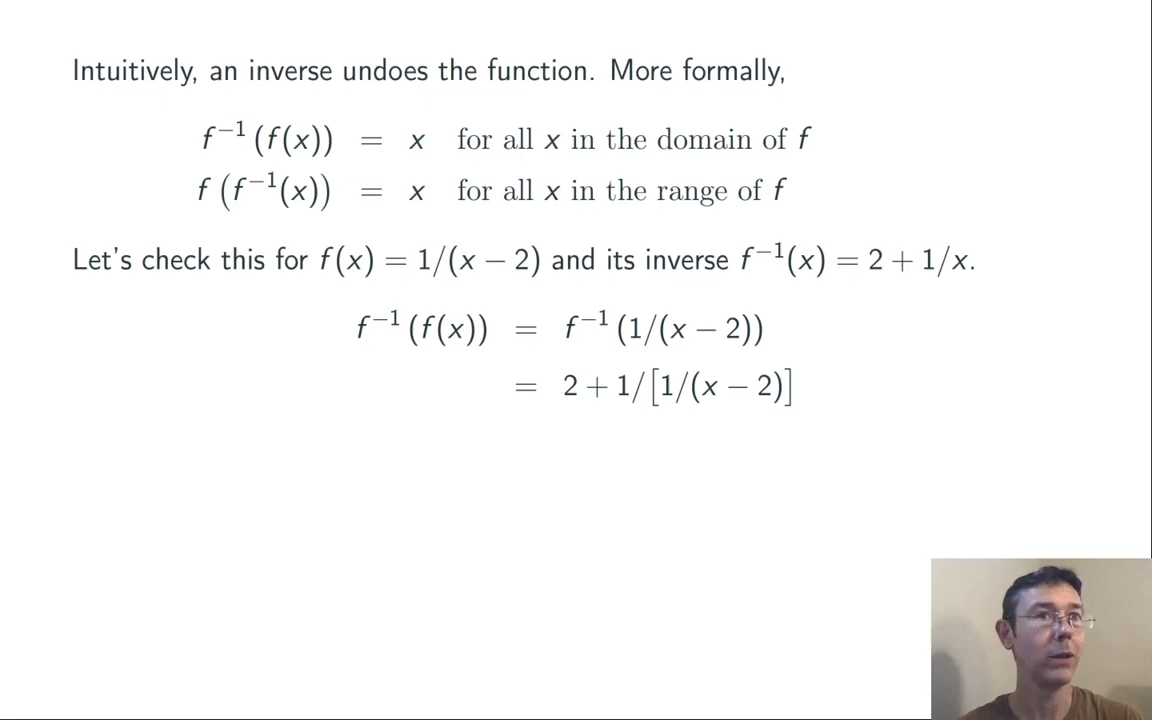 Intuitively, an inverse undoes the function. More formally,
f⁻¹(f(x)) = x for all x in the domain of f
f(f⁻¹(x)) = x for all x in the range of f
Let's check this for f(x) = 1/(x − 2) and its inverse f⁻¹(x) = 2 + 1/x.
f⁻¹(f(x)) = f⁻¹(1/(x − 2))
= 2 + 1/[1/(x − 2)]